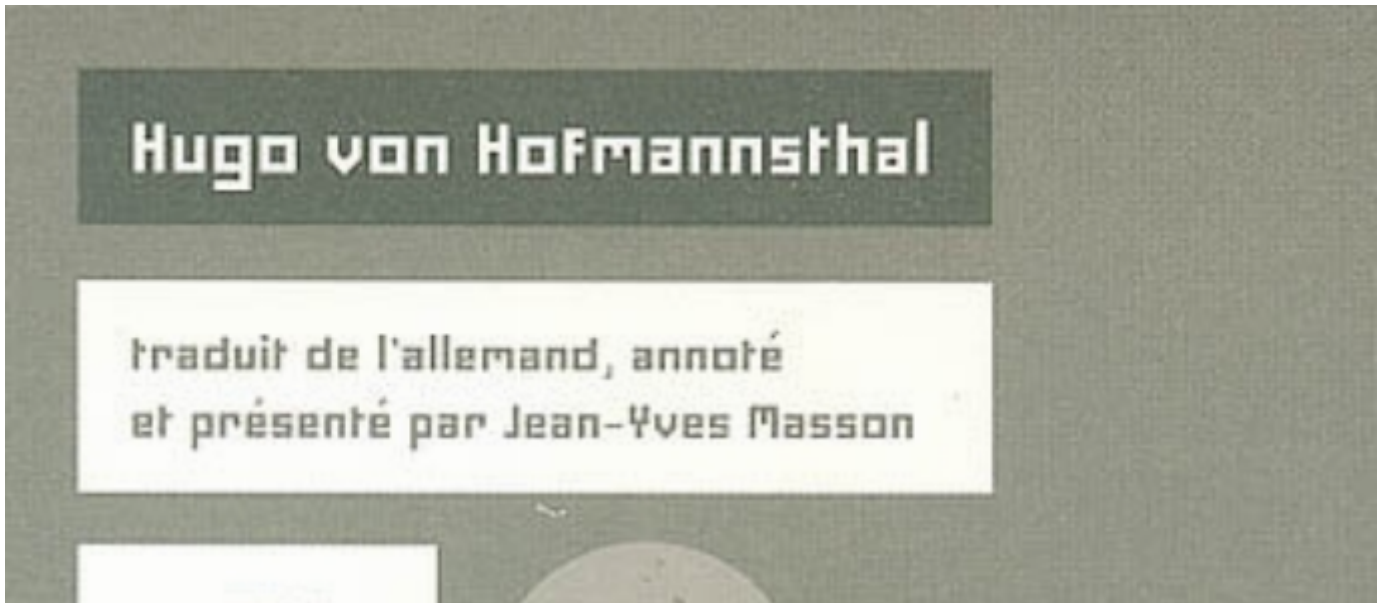 Hugo von Hofmannsthal
traduit de l'allemand, annoté
et présenté par Jean-Yves Masson